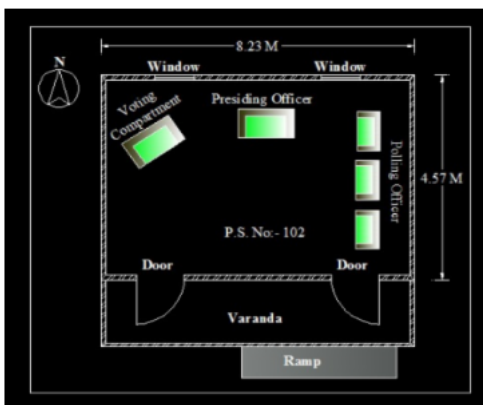 8.23 M
N
Window
Window
Voting
Compartment
Presiding Officer
Polling Officer
4.57 M
P.S. No:- 102
Door
Door
Varanda
Ramp